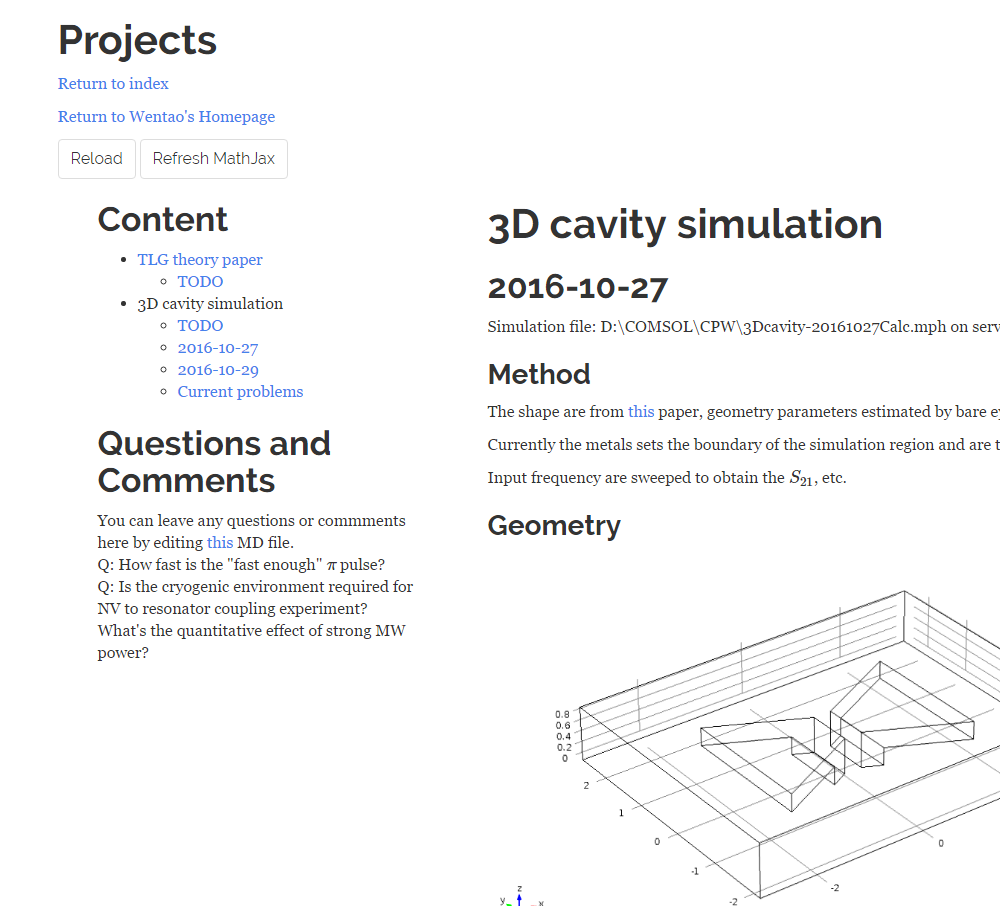 Projects
Return to index
Return to Wentao's Homepage
Reload
Refresh MathJax
Content
TLG theory paper
TODO
3D cavity simulation
TODO
2016-10-27
2016-10-29
Current problems
Questions and
Comments
You can leave any questions or commments
here by editing this MD file.
Q: How fast is the "fast enough" π pulse?
Q: Is the cryogenic environment required for
NV to resonator coupling experiment?
What's the quantitative effect of strong MW
power?
3D cavity simulation
2016-10-27
Simulation file: D:\COMSOL\CPW\3Dcavity-20161027Calc.mph on serv
Method
The shape are from this paper, geometry parameters estimated by bare e
Currently the metals sets the boundary of the simulation region and are t
Input frequency are sweeped to obtain the S21, etc.
Geometry
0.8
0.6
0.4
0.2
0
2
1
0
-1
-2
-2
0
z
y
x